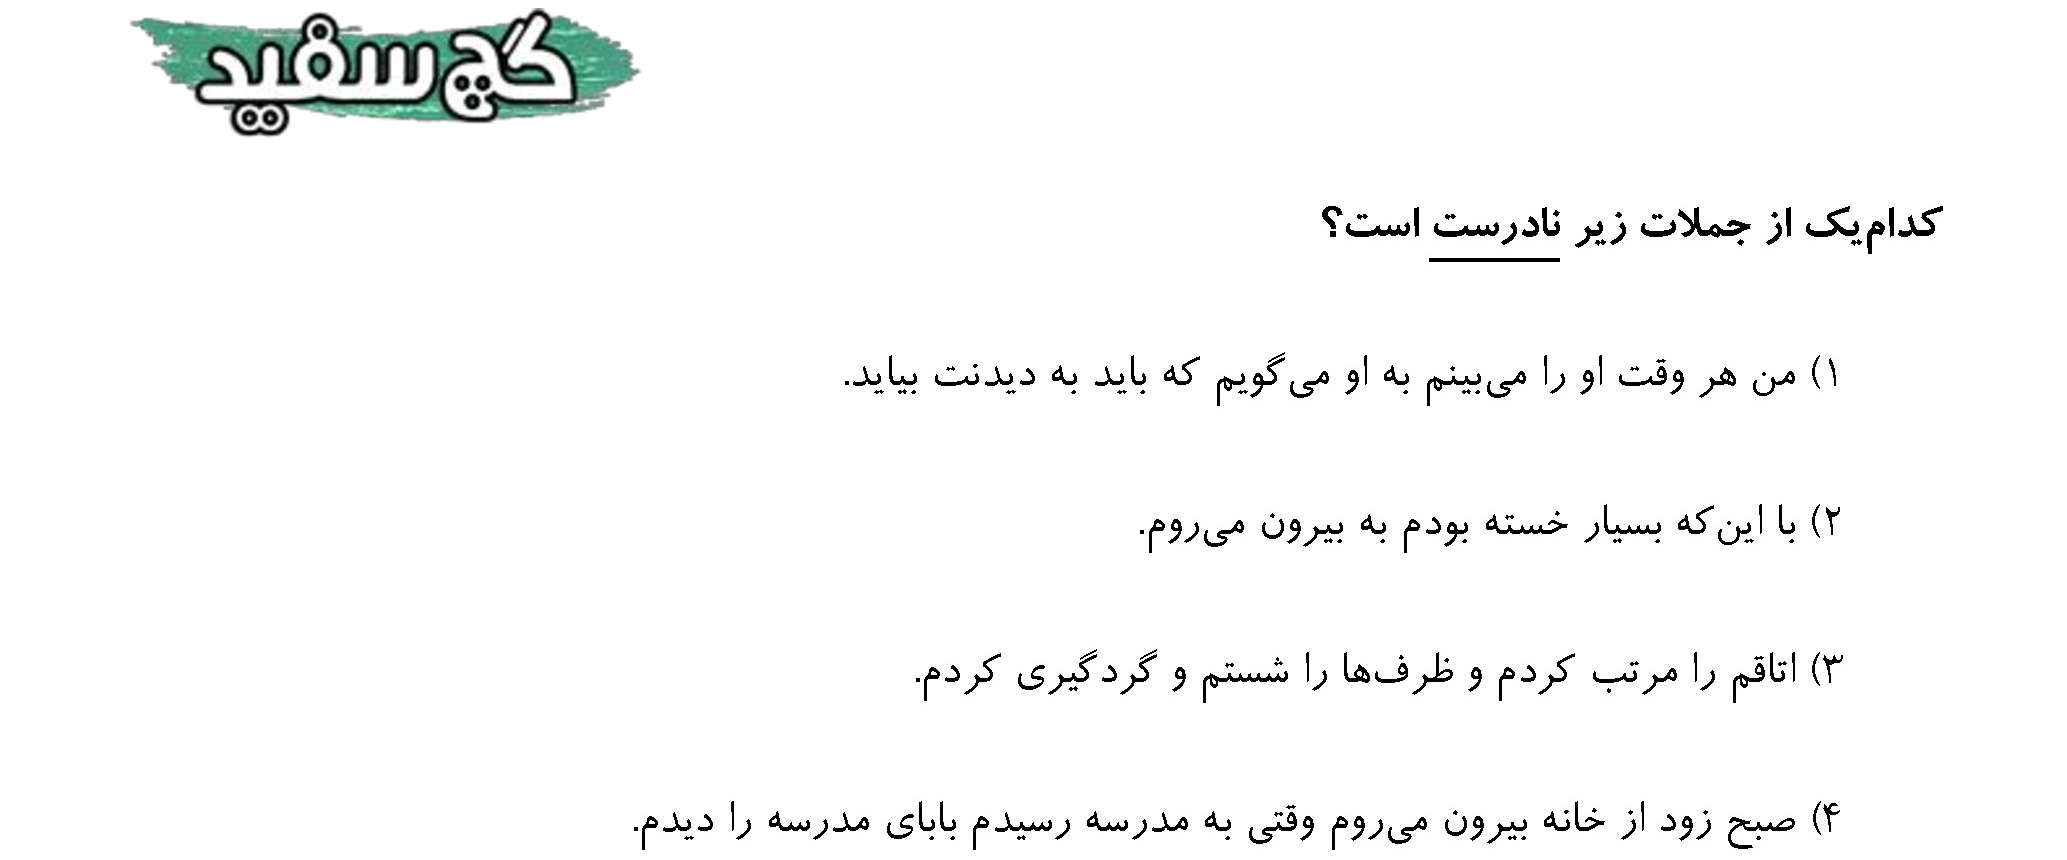 گچ سفید
کدام‌یک از جملات زیر نادرست است؟
۱) من هر وقت او را می‌بینم به او می‌گویم که باید به دیدنت بیاید.
۲) با این‌که بسیار خسته بودم به بیرون می‌روم.
۳) اتاقم را مرتب کردم و ظرف‌ها را شستم و گردگیری کردم.
۴) صبح زود از خانه بیرون می‌روم وقتی به مدرسه رسیدم بابای مدرسه را دیدم.